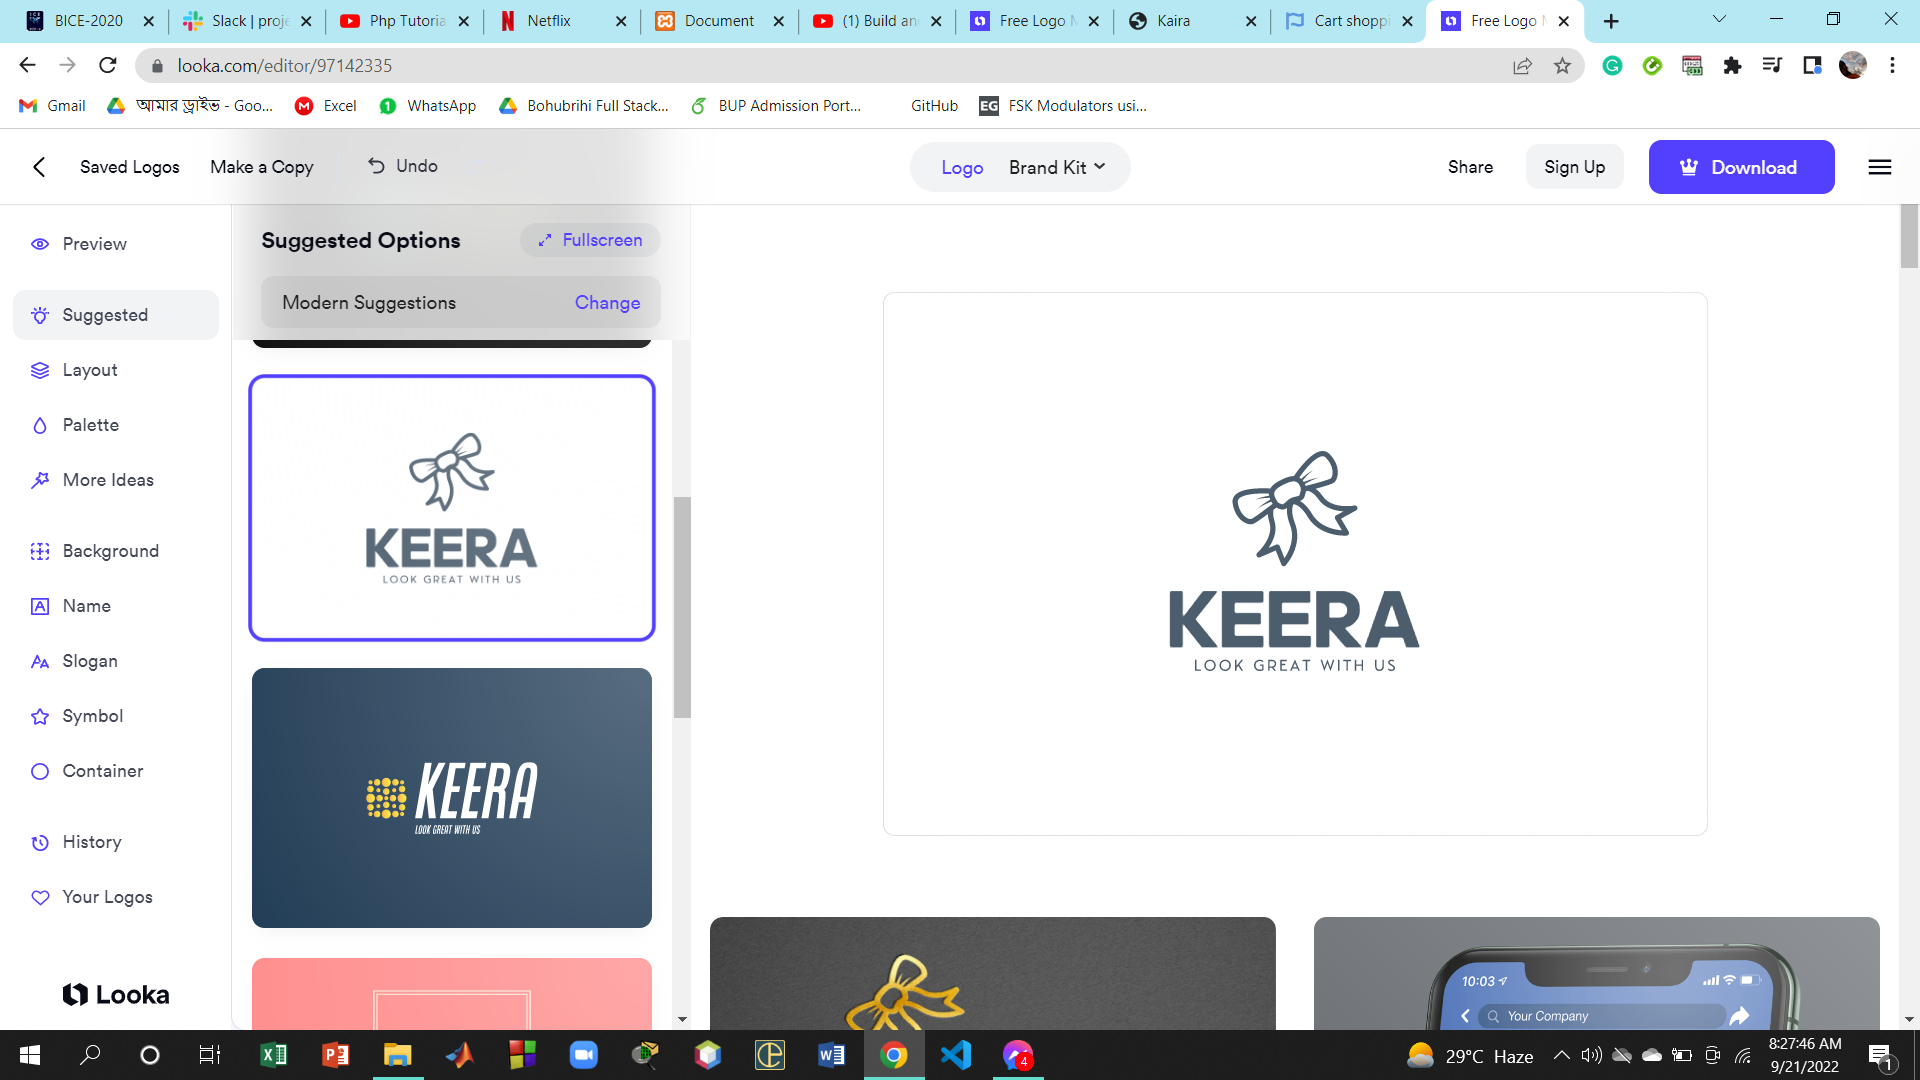 BICE-2020
Slack | proje
Php Tutoria
Netflix
Document
(1) Build an
Free Logo M
Kaira
Cart shoppi
Free Logo M
looka.com/editor/97142335
Gmail
আমার ড্রাইভ - Goo...
Excel
WhatsApp
Bohubrihi Full Stack...
BUP Admission Port...
GitHub
EG FSK Modulators usi...
Saved Logos
Make a Copy
Undo
Logo
Brand Kit
Share
Sign Up
Download
Preview
Suggested
Layout
Palette
More Ideas
Background
Name
Slogan
Symbol
Container
History
Your Logos
Looka
Suggested Options
Fullscreen
Modern Suggestions
Change
KEERA
LOOK GREAT WITH US
KEERA
LOOK GREAT WITH US
KEERA
LOOK GREAT WITH US
10:03
Your Company
29°C Haze
8:27:46 AM
9/21/2022
4
1